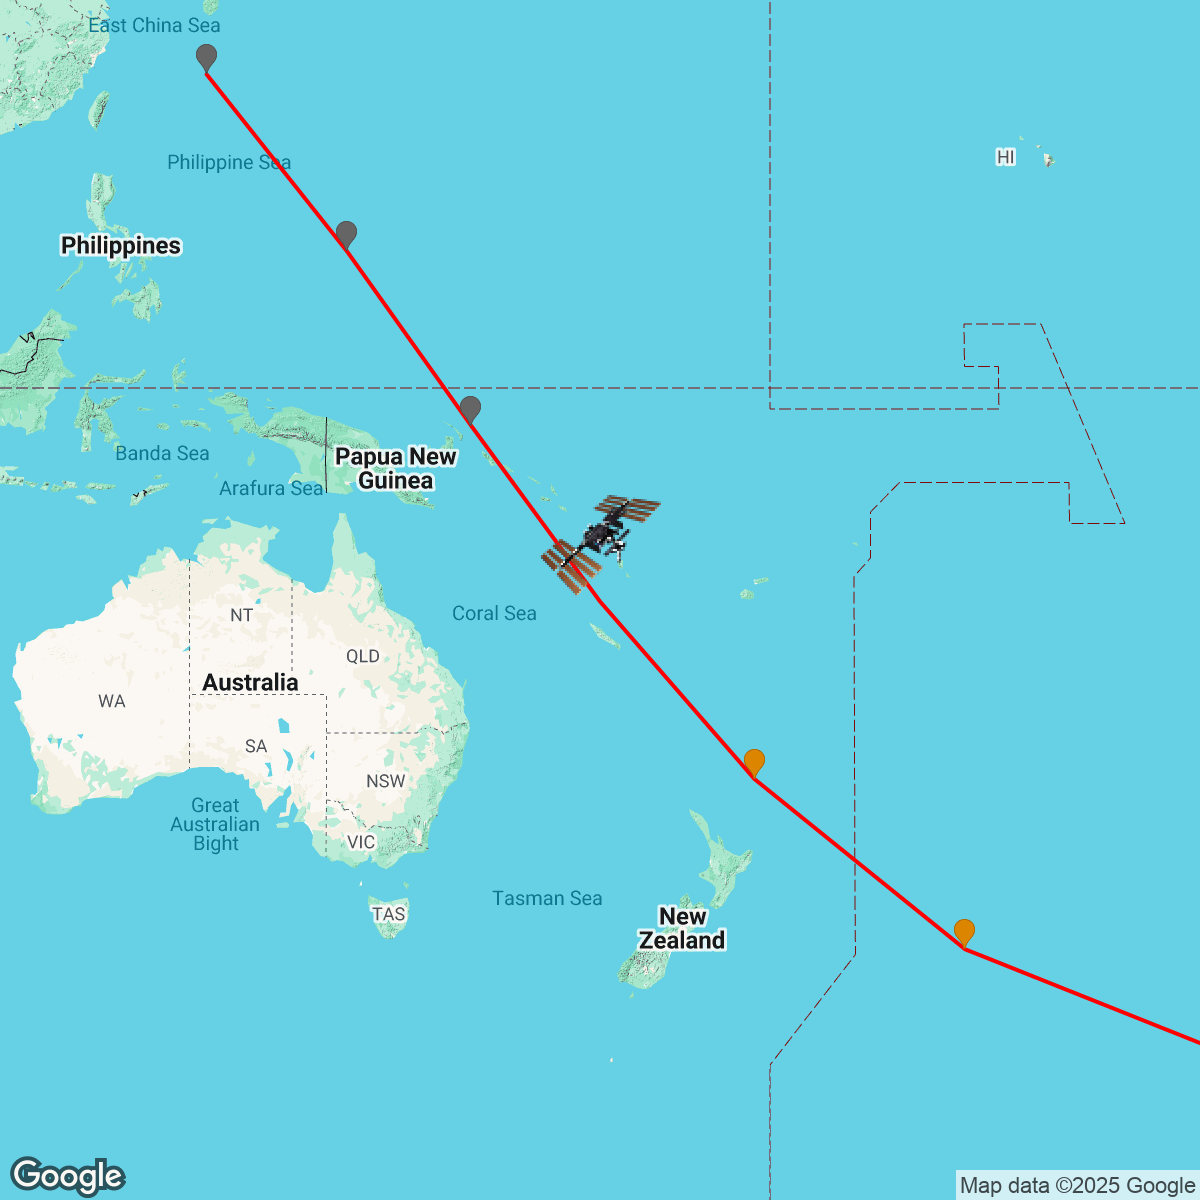 East China Sea
HI
Philippine Sea
Philippines
Banda Sea
Papua New
Guinea
Arafura Sea
NT
Coral Sea
QLD
Australia
WA
SA
NSW
Great
Australian
Bight
VIC
Tasman Sea
TAS
New
Zealand
Google
Map data ©2025 Google